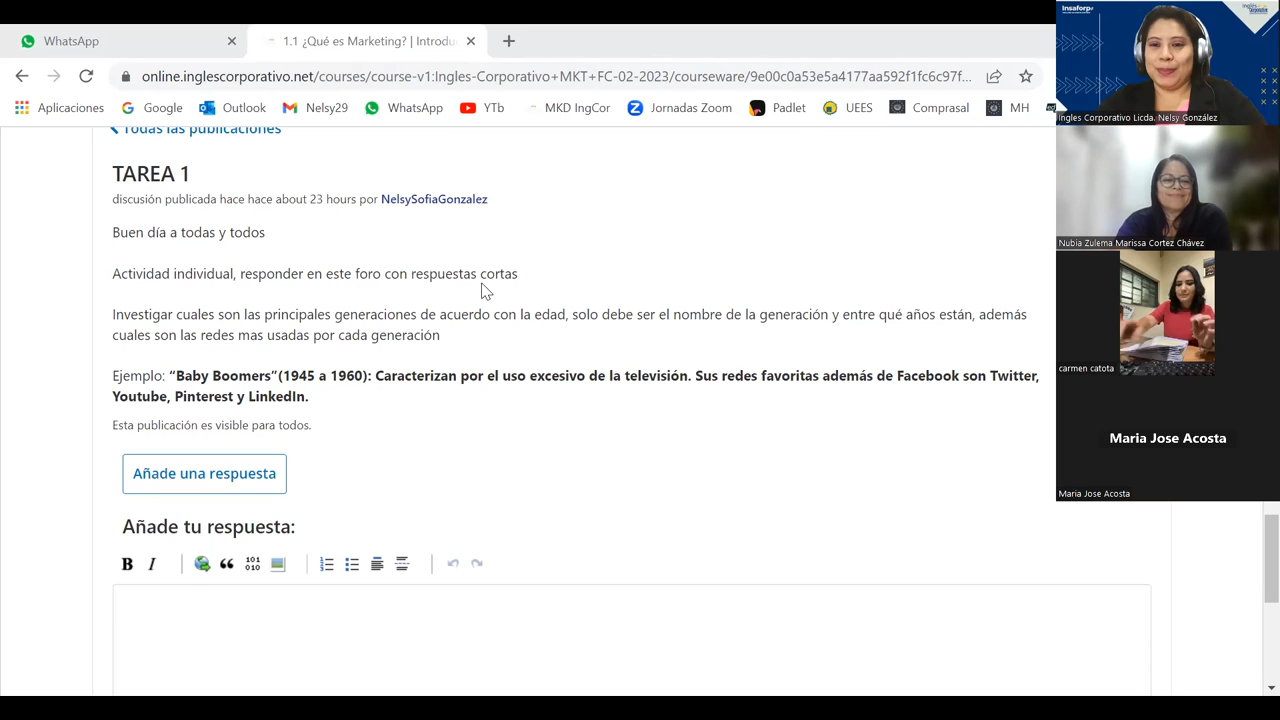 WhatsApp
1.1 ¿Qué es Marketing? | Introdu
online.inglescorporativo.net/courses/course-v1:Ingles-Corporativo+MKT+FC-02-2023/courseware/9e00c0a53e5a4177aa592f1fc6c97f...
Aplicaciones Google Outlook Nelsy29 WhatsApp YTb MKD IngCor Jornadas Zoom Padlet UEES Comprasal MH
Todas las publicaciones
TAREA 1
discusión publicada hace hace about 23 hours por NelsySofiaGonzalez
Buen día a todas y todos
Actividad individual, responder en este foro con respuestas cortas
Investigar cuales son las principales generaciones de acuerdo con la edad, solo debe ser el nombre de la generación y entre qué años están, además
cuales son las redes mas usadas por cada generación
Ejemplo: “Baby Boomers”(1945 a 1960): Caracterizan por el uso excesivo de la televisión. Sus redes favoritas además de Facebook son Twitter,
Youtube, Pinterest y LinkedIn.
Esta publicación es visible para todos.
Añade una respuesta
Añade tu respuesta:
B I 101 010
Insaforp
Ingles Corporativo Licda. Nelsy González
Nubia Zulema Marissa Cortez Chávez
carmen catota
Maria Jose Acosta
Maria Jose Acosta